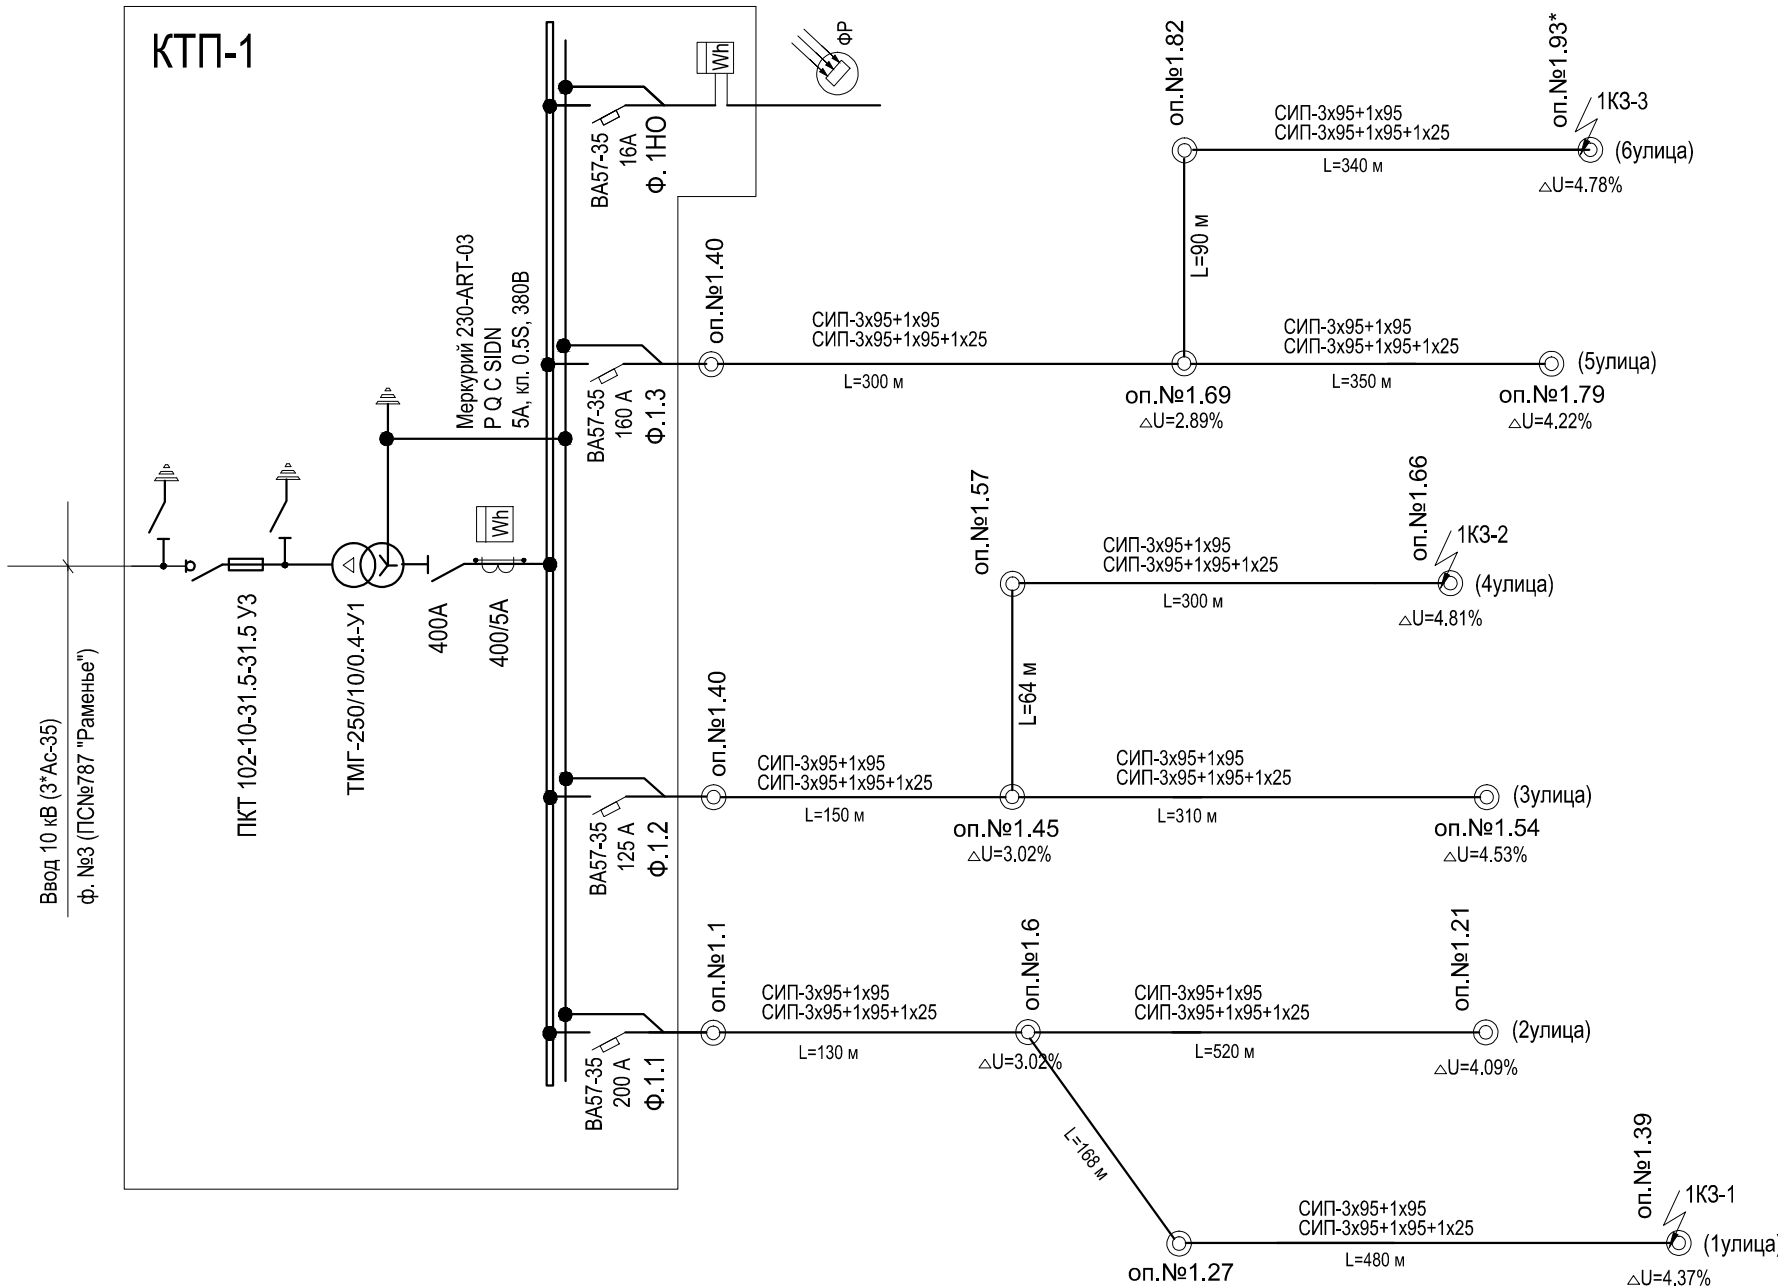 КТП-1
Ввод 10 кВ (3*Ас-35)
ф. №3 (ПС№787 "Раменье")
ПКТ 102-10-31.5-31.5 У3
ТМГ-250/10/0.4-У1
400А
400/5А
Wh
Меркурий 230-ART-03
P Q C SIDN
5А, кл. 0.5S, 380В
ВА57-35
16А
Ф. 1НО
Wh
ФР
ВА57-35
160 А
Ф.1.3
оп.№1.40
СИП-3х95+1х95
СИП-3х95+1х95+1х25
L=300 м
оп.№1.69
△U=2.89%
L=90 м
оп.№1.82
СИП-3х95+1х95
СИП-3х95+1х95+1х25
L=340 м
оп.№1.93*
1КЗ-3
(6улица)
△U=4.78%
СИП-3х95+1х95
СИП-3х95+1х95+1х25
L=350 м
(5улица)
оп.№1.79
△U=4.22%
ВА57-35
125 А
Ф.1.2
оп.№1.40
СИП-3х95+1х95
СИП-3х95+1х95+1х25
L=150 м
оп.№1.45
△U=3.02%
L=64 м
оп.№1.57
СИП-3х95+1х95
СИП-3х95+1х95+1х25
L=300 м
оп.№1.66
1КЗ-2
(4улица)
△U=4.81%
СИП-3х95+1х95
СИП-3х95+1х95+1х25
L=310 м
(3улица)
оп.№1.54
△U=4.53%
ВА57-35
200 А
Ф.1.1
оп.№1.1
СИП-3х95+1х95
СИП-3х95+1х95+1х25
L=130 м
оп.№1.6
△U=3.02%
СИП-3х95+1х95
СИП-3х95+1х95+1х25
L=520 м
оп.№1.21
(2улица)
△U=4.09%
L=168 м
оп.№1.27
СИП-3х95+1х95
СИП-3х95+1х95+1х25
L=480 м
оп.№1.39
1КЗ-1
(1улица)
△U=4.37%